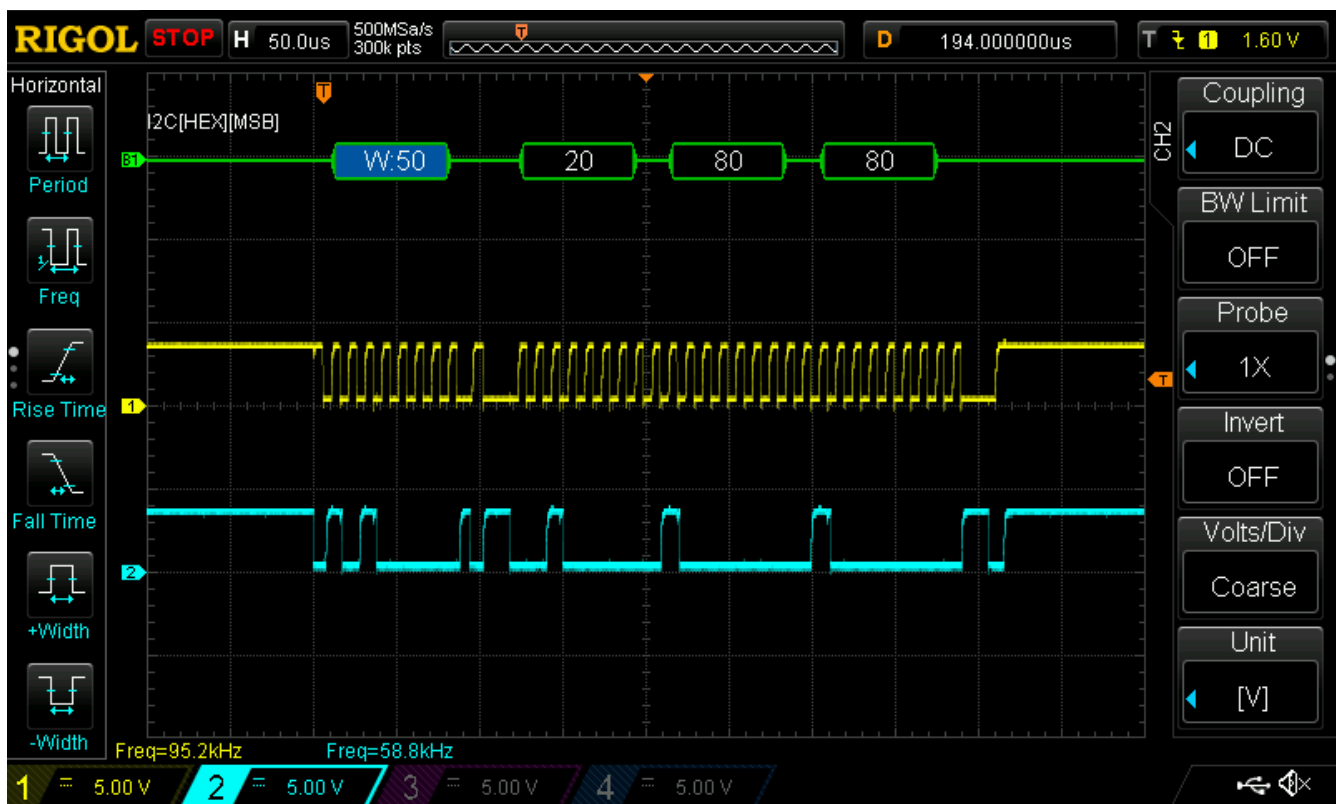 RIGOL STOP H 50.0us 500MSa/s 300k pts T D 194.000000us T 1 1.60 V
Horizontal
Period
1/
Freq
Rise Time
Fall Time
+Width
-Width
T
I2C[HEX][MSB]
B1 W:50 20 80 80
T
1
2
Freq=95.2kHz Freq=58.8kHz
CH2
Coupling
DC
BW Limit
OFF
Probe
1X
Invert
OFF
Volts/Div
Coarse
Unit
[V]
1 = 5.00 V 2 = 5.00 V 3 = 5.00 V 4 = 5.00 V